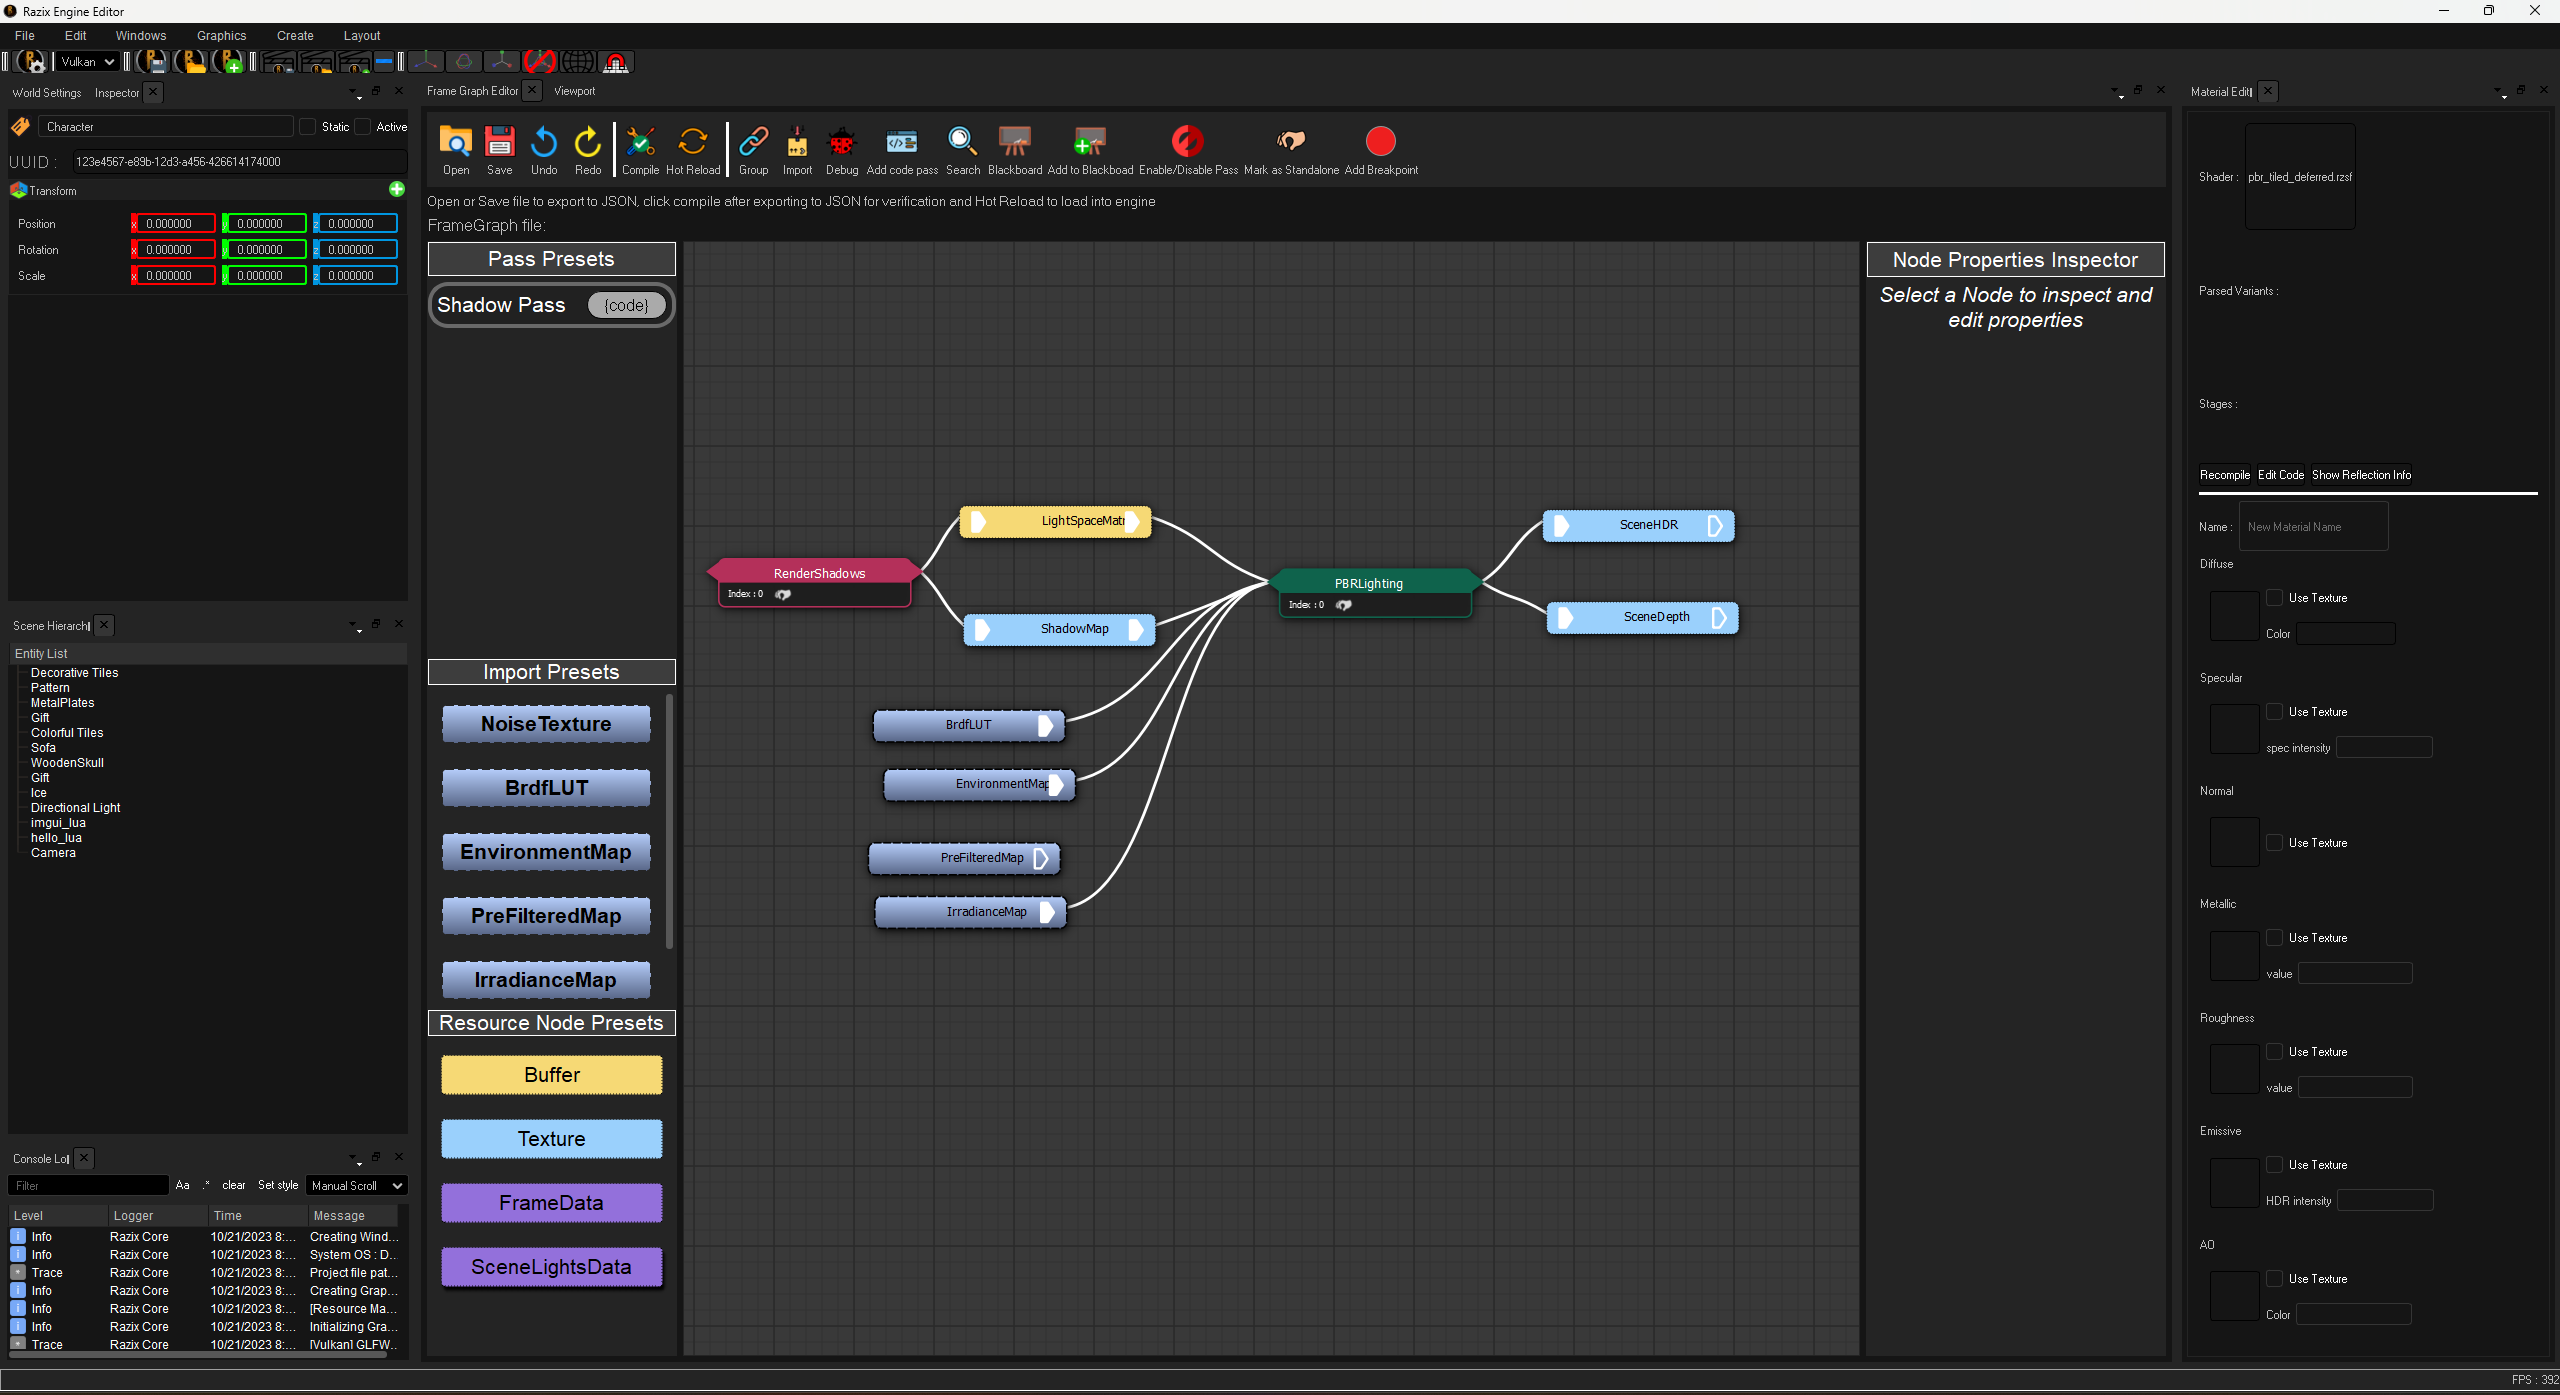 Razix Engine Editor
File Edit Windows Graphics Create Layout
Vulkan
World Settings Inspector
Character Static Active
UUID : 123e4567-e89b-12d3-a456-426614174000
Transform
Position x 0.000000 y 0.000000 z 0.000000
Rotation x 0.000000 y 0.000000 z 0.000000
Scale x 0.000000 y 0.000000 z 0.000000
Scene Hierarch
Entity List
Decorative Tiles
Pattern
MetalPlates
Gift
Colorful Tiles
Sofa
WoodenSkull
Gift
Ice
Directional Light
imgui_lua
hello_lua
Camera
Console Lo
Filter Aa .* clear Set style Manual Scroll
Level Logger Time Message
Info Razix Core 10/21/2023 8:... Creating Wind...
Info Razix Core 10/21/2023 8:... System OS : D...
Trace Razix Core 10/21/2023 8:... Project file pat...
Info Razix Core 10/21/2023 8:... Creating Grap...
Info Razix Core 10/21/2023 8:... [Resource Ma...
Info Razix Core 10/21/2023 8:... Initializing Gra...
Trace Razix Core 10/21/2023 8:... [Vulkan] GLFW...
Frame Graph Editor Viewport
Open Save Undo Redo Compile Hot Reload Group Import Debug Add code pass Search Blackboard Add to Blackboad Enable/Disable Pass Mark as Standalone Add Breakpoint
Open or Save file to export to JSON, click compile after exporting to JSON for verification and Hot Reload to load into engine
FrameGraph file:
Pass Presets
Shadow Pass {code}
Import Presets
NoiseTexture
BrdfLUT
EnvironmentMap
PreFilteredMap
IrradianceMap
Resource Node Presets
Buffer
Texture
FrameData
SceneLightsData
RenderShadows
Index : 0
LightSpaceMatr
ShadowMap
BrdfLUT
EnvironmentMap
PreFilteredMap
IrradianceMap
PBRLighting
Index : 0
SceneHDR
SceneDepth
Node Properties Inspector
Select a Node to inspect and
edit properties
Material Edit
Shader : pbr_tiled_deferred.rzsf
Parsed Variants :
Stages :
Recompile Edit Code Show Reflection Info
Name : New Material Name
Diffuse
Use Texture
Color
Specular
Use Texture
spec intensity
Normal
Use Texture
Metallic
Use Texture
value
Roughness
Use Texture
value
Emissive
Use Texture
HDR intensity
AO
Use Texture
Color
FPS : 392